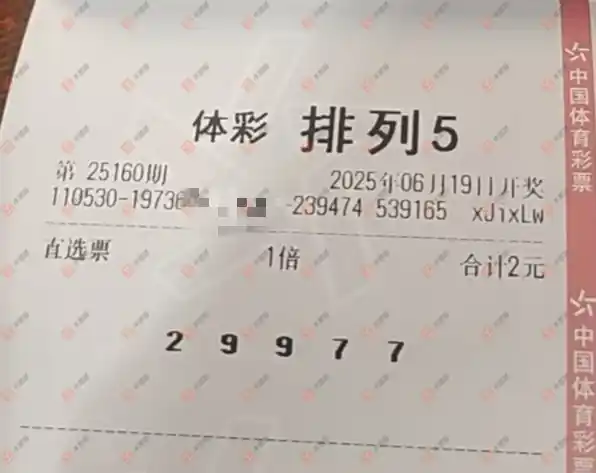 体彩 排列5
第 25160期 2025年06月19日开奖
110530-19736 -239474 539165 xJixLw
直选票 1倍 合计2元
2 9 9 7 7
中国体育彩票
中国体育彩票